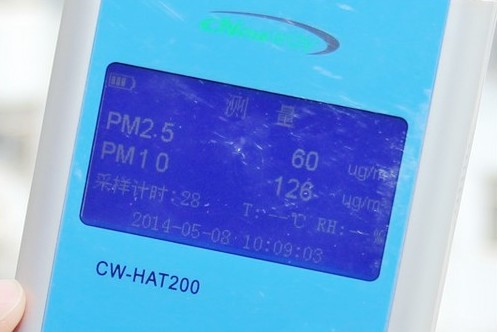 测 量
PM2.5 60 ug/m
PM10 126 ug/m
采样计时:28 T:--℃ RH:--
2014-05-08 10:09:03
CW-HAT200